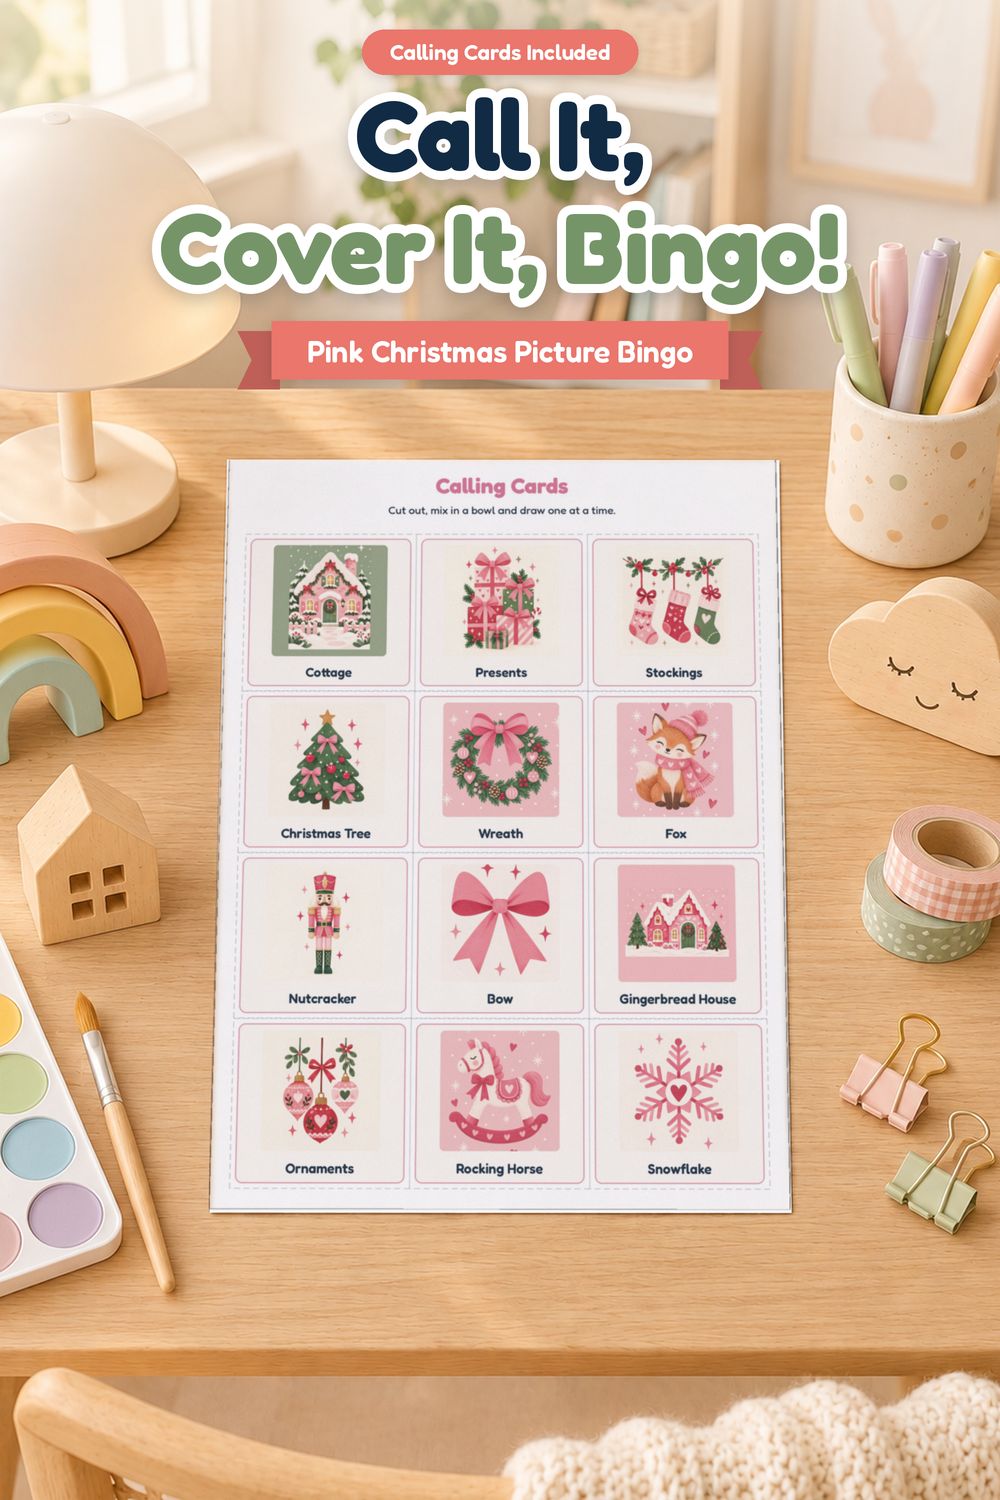 Calling Cards Included
Call It,
Cover It, Bingo!
Pink Christmas Picture Bingo
Calling Cards
Cut out, mix in a bowl and draw one at a time.
Cottage
Presents
Stockings
Christmas Tree
Wreath
Fox
Nutcracker
Bow
Gingerbread House
Ornaments
Rocking Horse
Snowflake